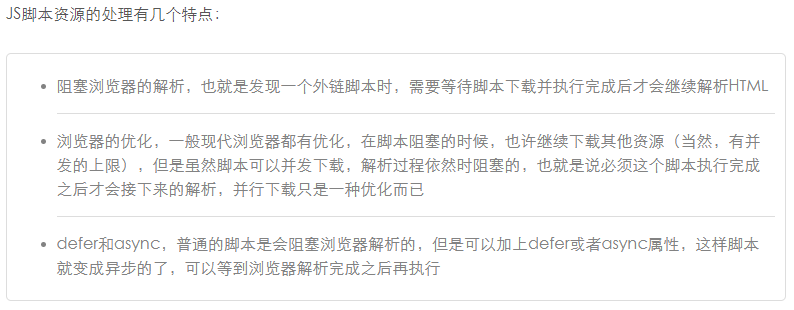 JS脚本资源的处理有几个特点：
阻塞浏览器的解析，也就是发现一个外链脚本时，需要等待脚本下载并执行完成后才会继续解析HTML
浏览器的优化，一般现代浏览器都有优化，在脚本阻塞的时候，也许继续下载其他资源（当然，有并
发的上限），但是虽然脚本可以并发下载，解析过程依然时阻塞的，也就是说必须这个脚本执行完成
之后才会接下来的解析，并行下载只是一种优化而已
defer和async，普通的脚本是会阻塞浏览器解析的，但是可以加上defer或者async属性，这样脚本
就变成异步的了，可以等到浏览器解析完成之后再执行